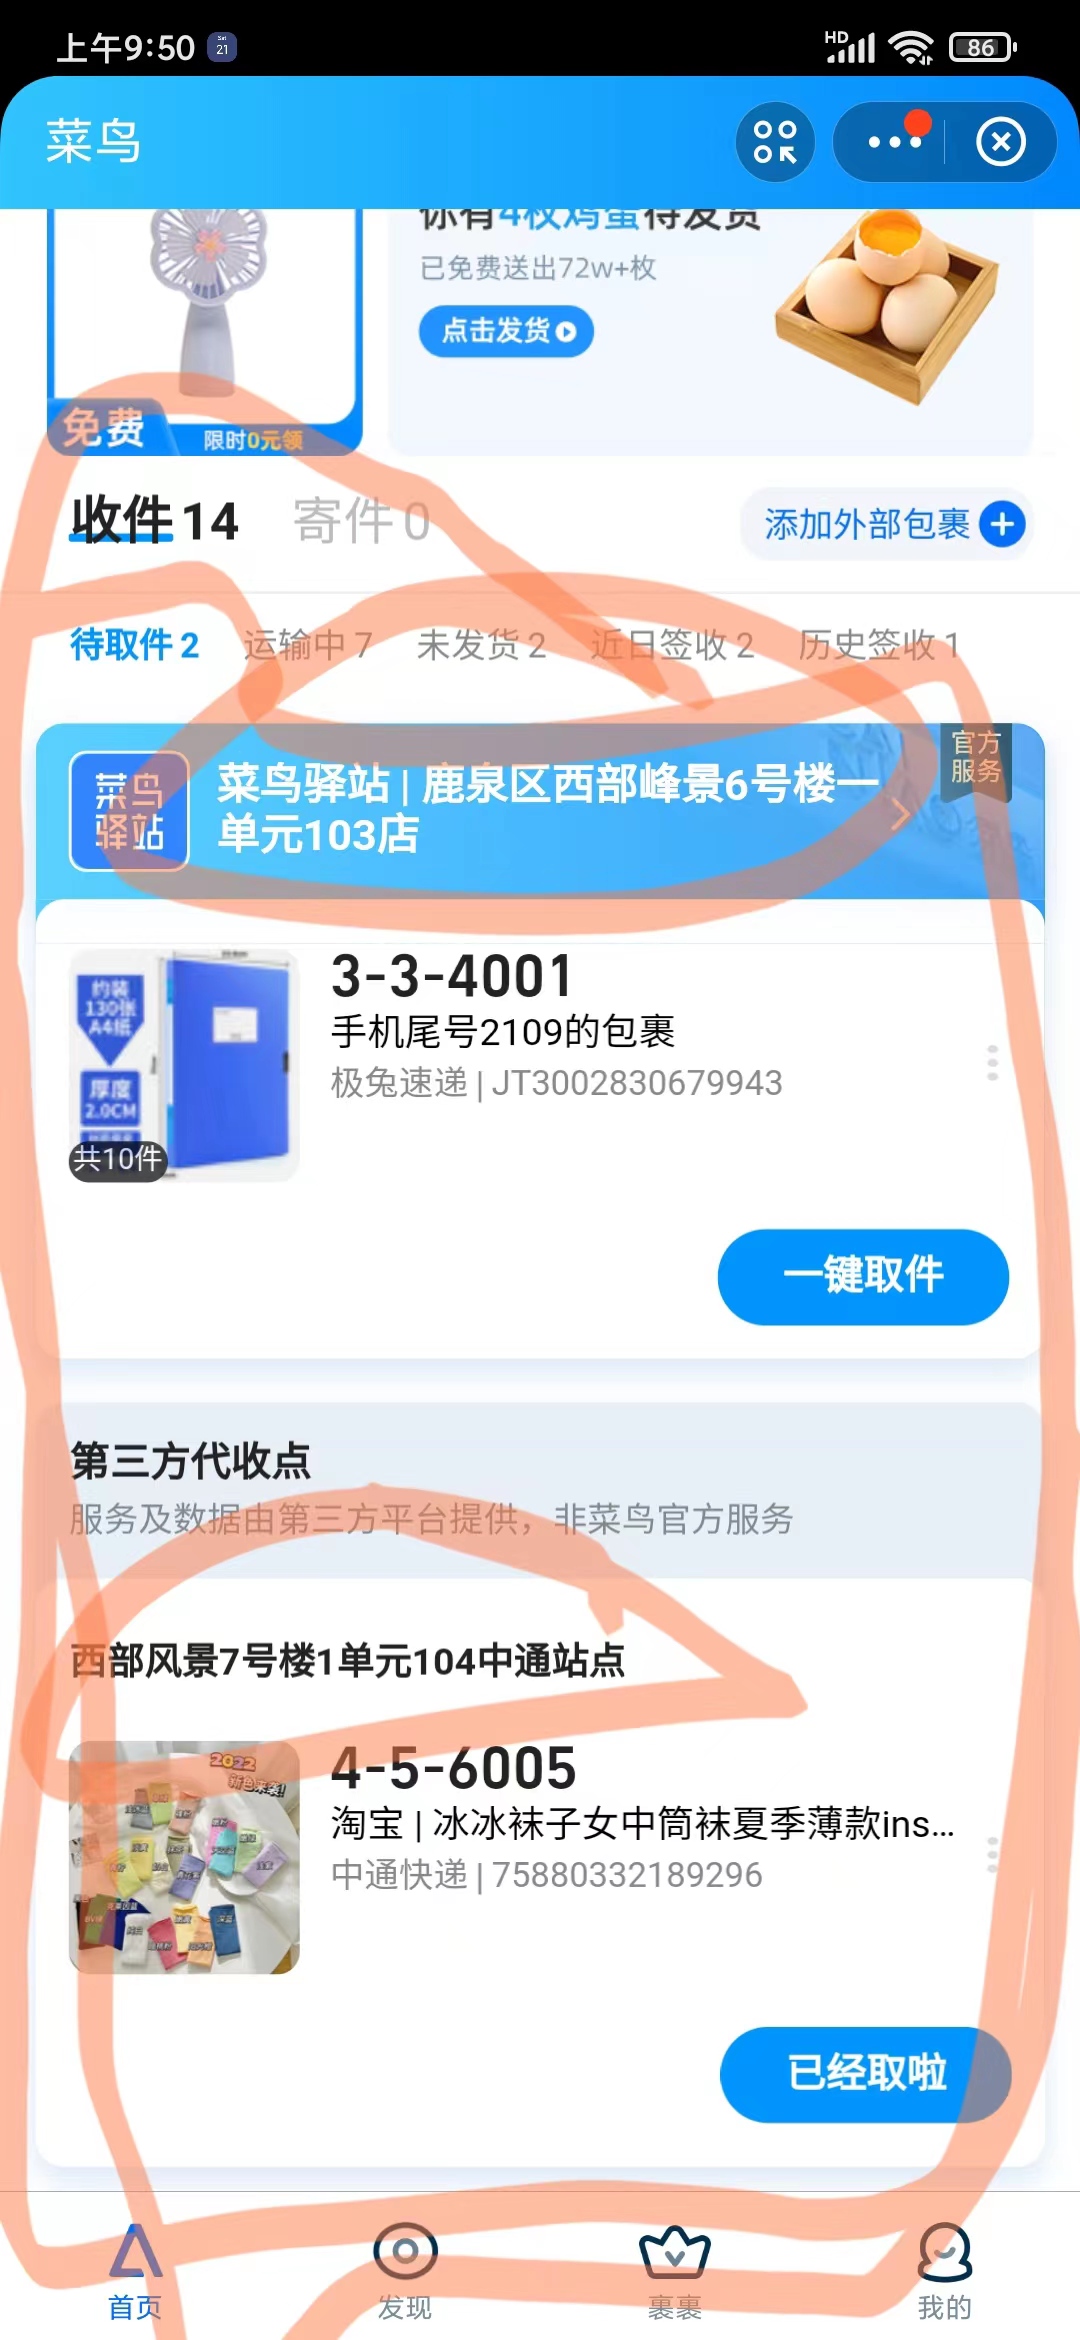 上午9:50
Sat
21
HD
86
菜鸟
你有4枚鸡蛋待发货
已免费送出72w+枚
点击发货
免费
限时0元领
收件 14
寄件 0
添加外部包裹
待取件 2
运输中 7
未发货 2
近日签收 2
历史签收 1
菜鸟
驿站
菜鸟驿站 | 鹿泉区西部峰景6号楼一
单元103店
官方
服务
约装
130张
A4纸
厚度
2.0CM
共10件
3-3-4001
手机尾号2109的包裹
极兔速递 | JT3002830679943
一键取件
第三方代收点
服务及数据由第三方平台提供，非菜鸟官方服务
西部风景7号楼1单元104中通站点
2022
新色来袭!
4-5-6005
淘宝 | 冰冰袜子女中筒袜夏季薄款ins...
中通快递 | 75880332189296
已经取啦
首页
发现
裹裹
我的